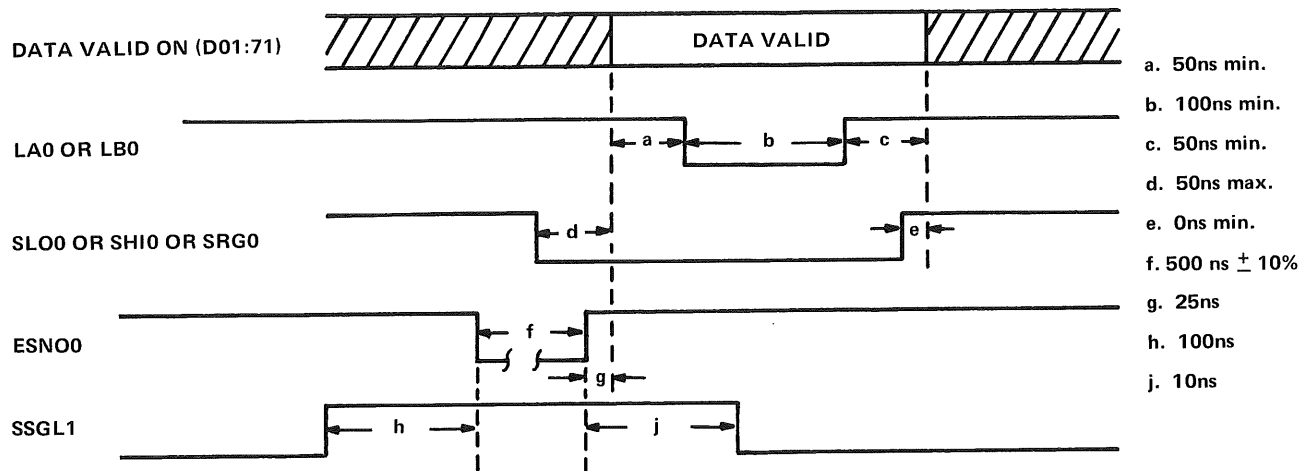 DATA VALID ON (D01:71)
DATA VALID
LA0 OR LB0
a
b
c
SLO0 OR SHI0 OR SRG0
d
e
ESNO0
f
g
SSGL1
h
j
a. 50ns min.
b. 100ns min.
c. 50ns min.
d. 50ns max.
e. 0ns min.
f. 500 ns ± 10%
g. 25ns
h. 100ns
j. 10ns